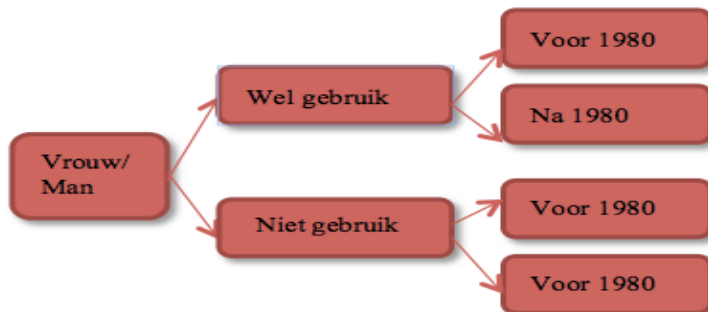 Vrouw/
Man
Wel gebruik
Voor 1980
Na 1980
Niet gebruik
Voor 1980
Voor 1980